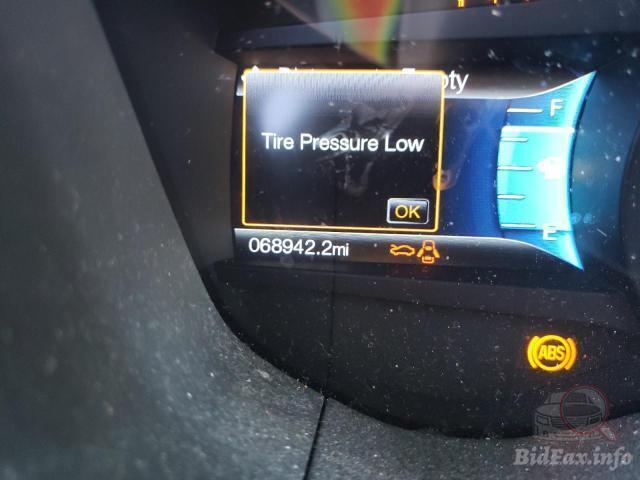 Tire Pressure Low
OK
F
E
068942.2mi
ABS
BidFax.info